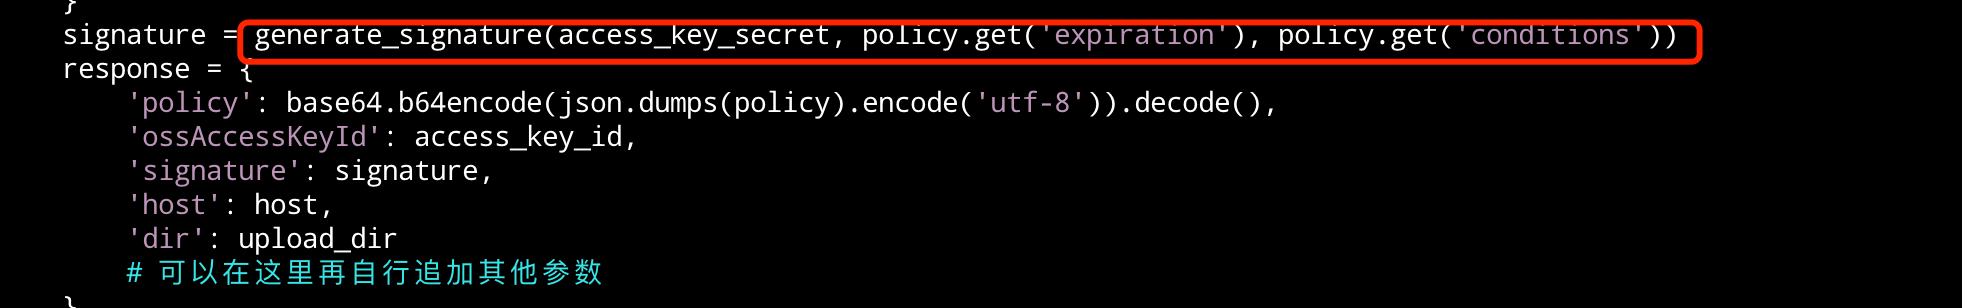 }
signature = generate_signature(access_key_secret, policy.get('expiration'), policy.get('conditions'))
response = {
    'policy': base64.b64encode(json.dumps(policy).encode('utf-8')).decode(),
    'ossAccessKeyId': access_key_id,
    'signature': signature,
    'host': host,
    'dir': upload_dir
    # 可以在这里再自行追加其他参数
}